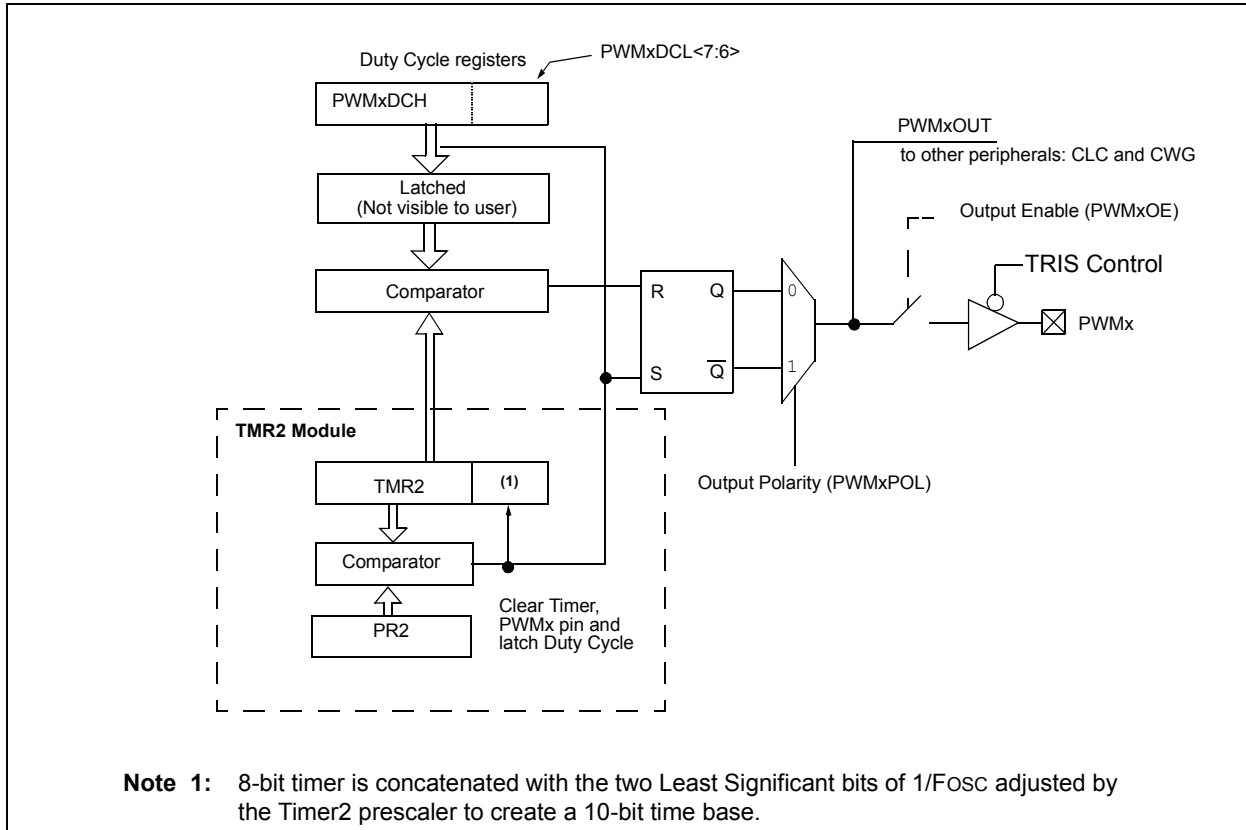 Duty Cycle registers
PWMxDCL<7:6>
PWMxDCH
Latched
(Not visible to user)
Comparator
R
Q
S
Q̅
0
1
PWMxOUT
to other peripherals: CLC and CWG
Output Enable (PWMxOE)
TRIS Control
PWMx
Output Polarity (PWMxPOL)
TMR2 Module
TMR2
(1)
Comparator
PR2
Clear Timer,
PWMx pin and
latch Duty Cycle
Note 1: 8-bit timer is concatenated with the two Least Significant bits of 1/FOSC adjusted by
the Timer2 prescaler to create a 10-bit time base.